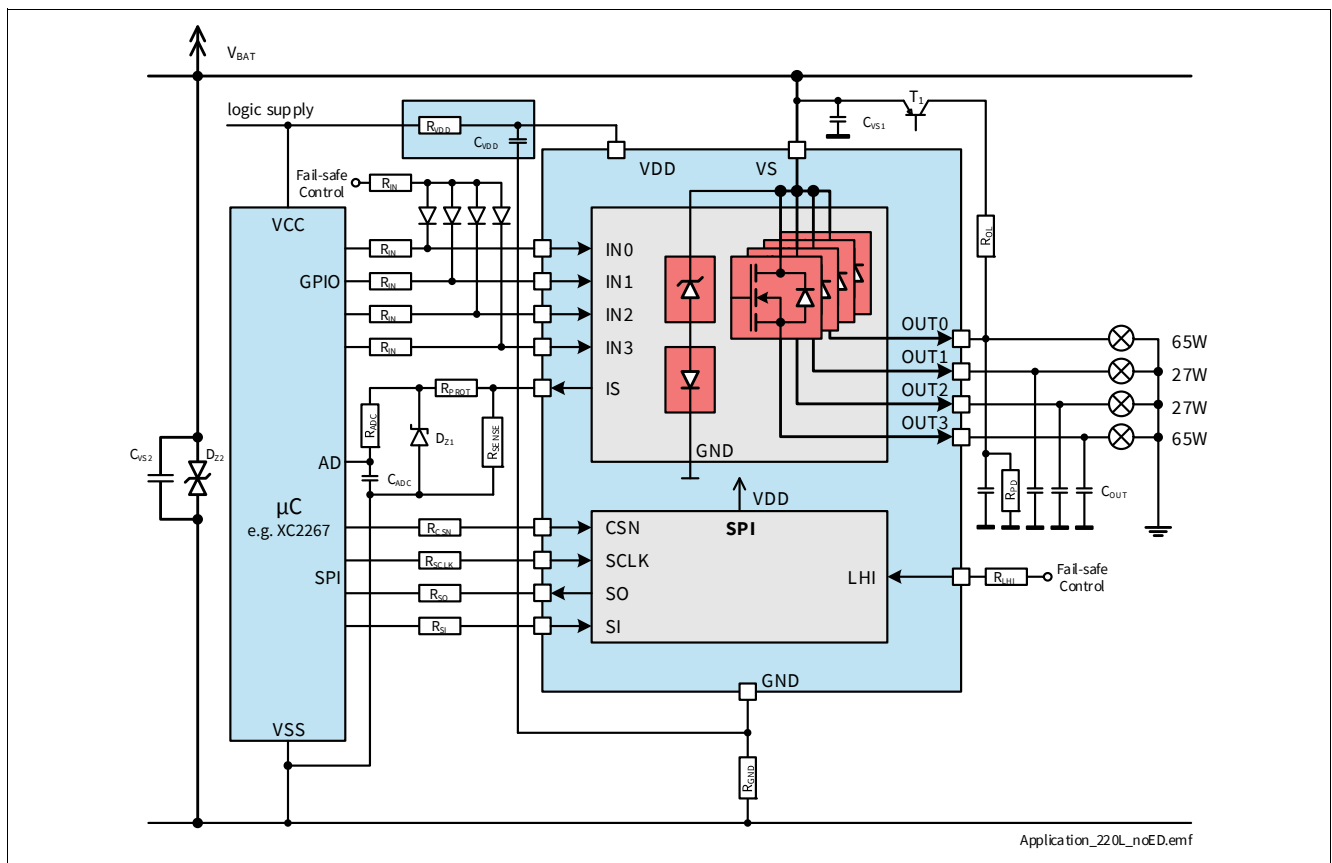 V_BAT
logic supply
R_VDD
C_VDD
T_1
C_VS1
VDD
VS
Fail-safe
Control
R_IN
VCC
R_OL
R_IN
IN0
GPIO
R_IN
IN1
R_IN
IN2
OUT0
65W
R_IN
IN3
OUT1
27W
R_PROT
IS
OUT2
27W
R_ADC
D_Z1
R_SENSE
OUT3
65W
GND
C_VS2
D_Z2
AD
C_ADC
R_PD
C_OUT
VDD
µC
e.g. XC2267
R_CSN
CSN
SPI
R_SCLK
SCLK
SPI
LHI
R_LHI
Fail-safe
Control
R_SO
SO
R_SI
SI
GND
VSS
R_GND
Application_220L_noED.emf